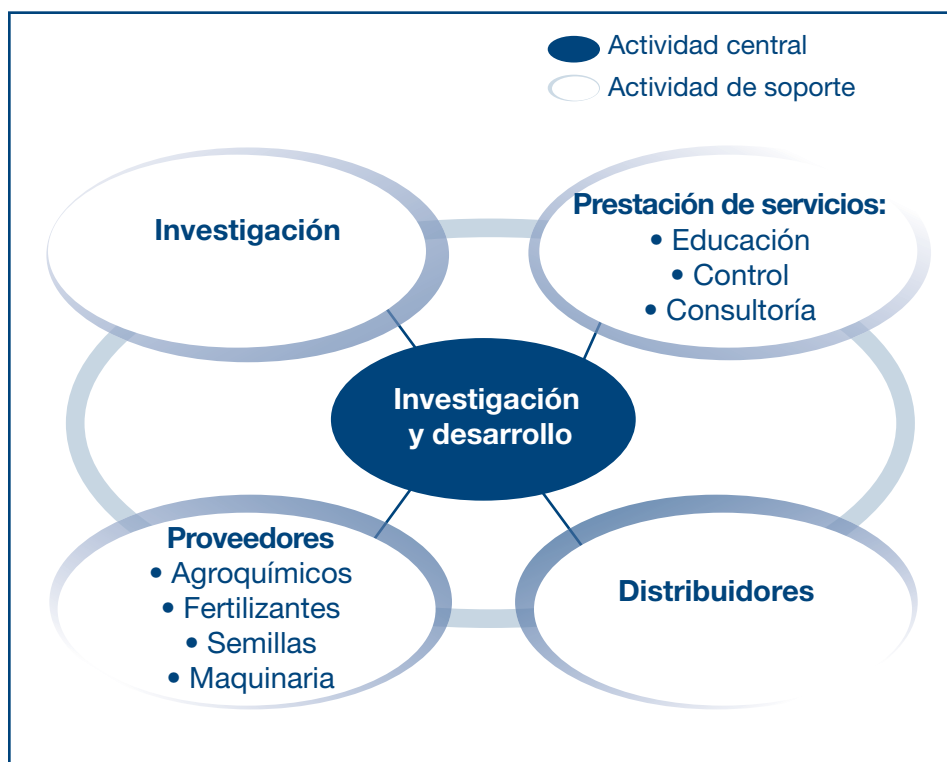 Actividad central
Actividad de soporte
Investigación
Prestación de servicios:
• Educación
• Control
• Consultoría
Investigación
y desarrollo
Proveedores
• Agroquímicos
• Fertilizantes
• Semillas
• Maquinaria
Distribuidores